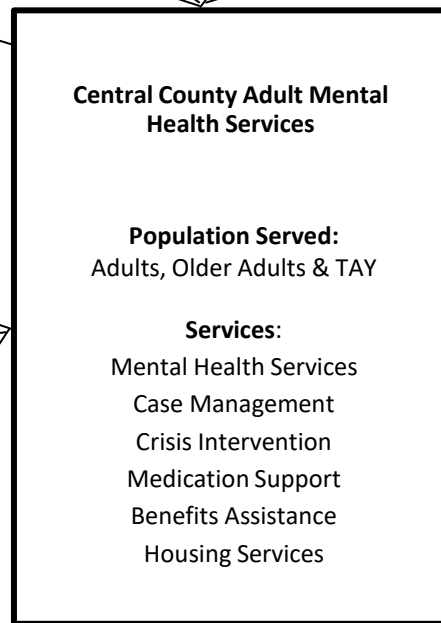 Central County Adult Mental
Health Services
Population Served:
Adults, Older Adults & TAY
Services:
Mental Health Services
Case Management
Crisis Intervention
Medication Support
Benefits Assistance
Housing Services